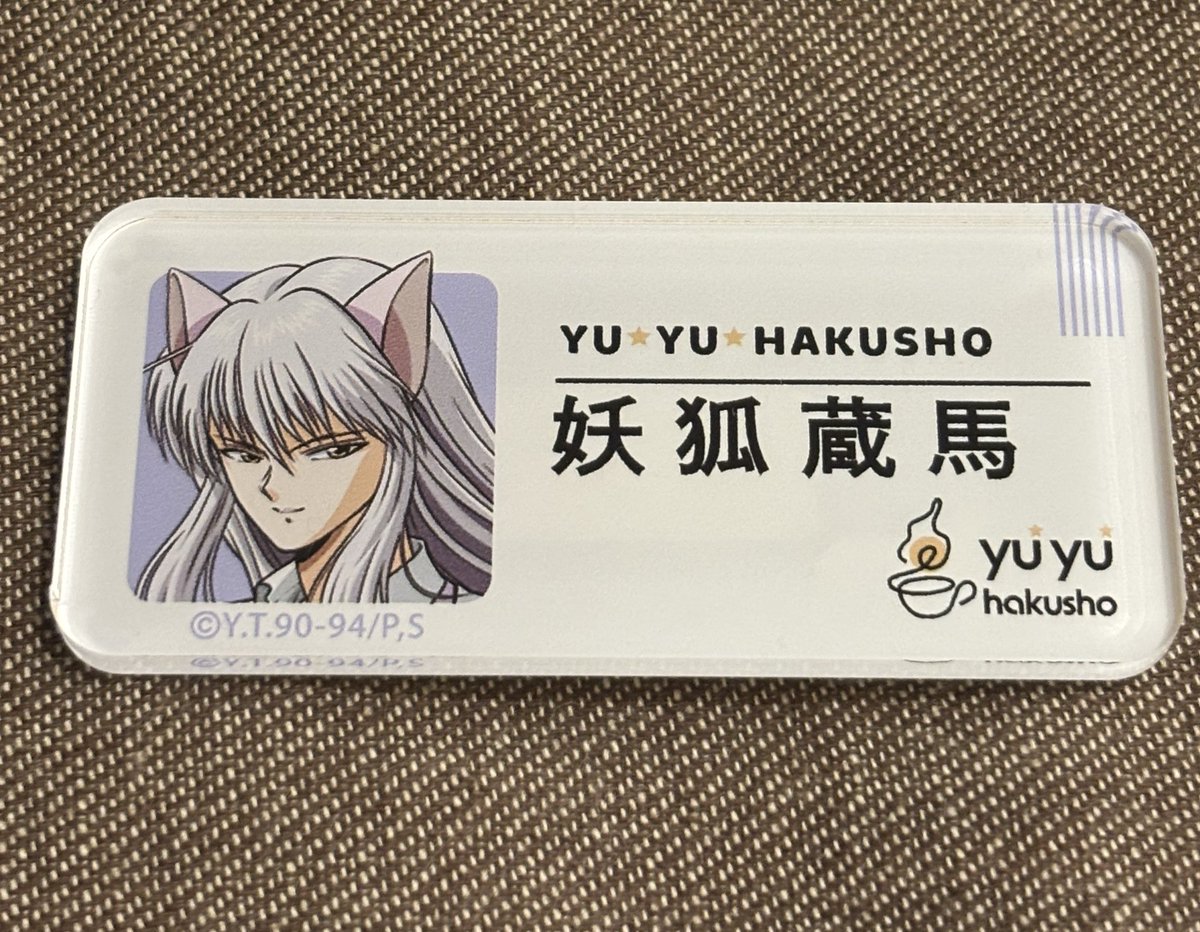 YU★YU★HAKUSHO
妖狐蔵馬
yu yu
hakusho
©Y.T.90-94/P,S